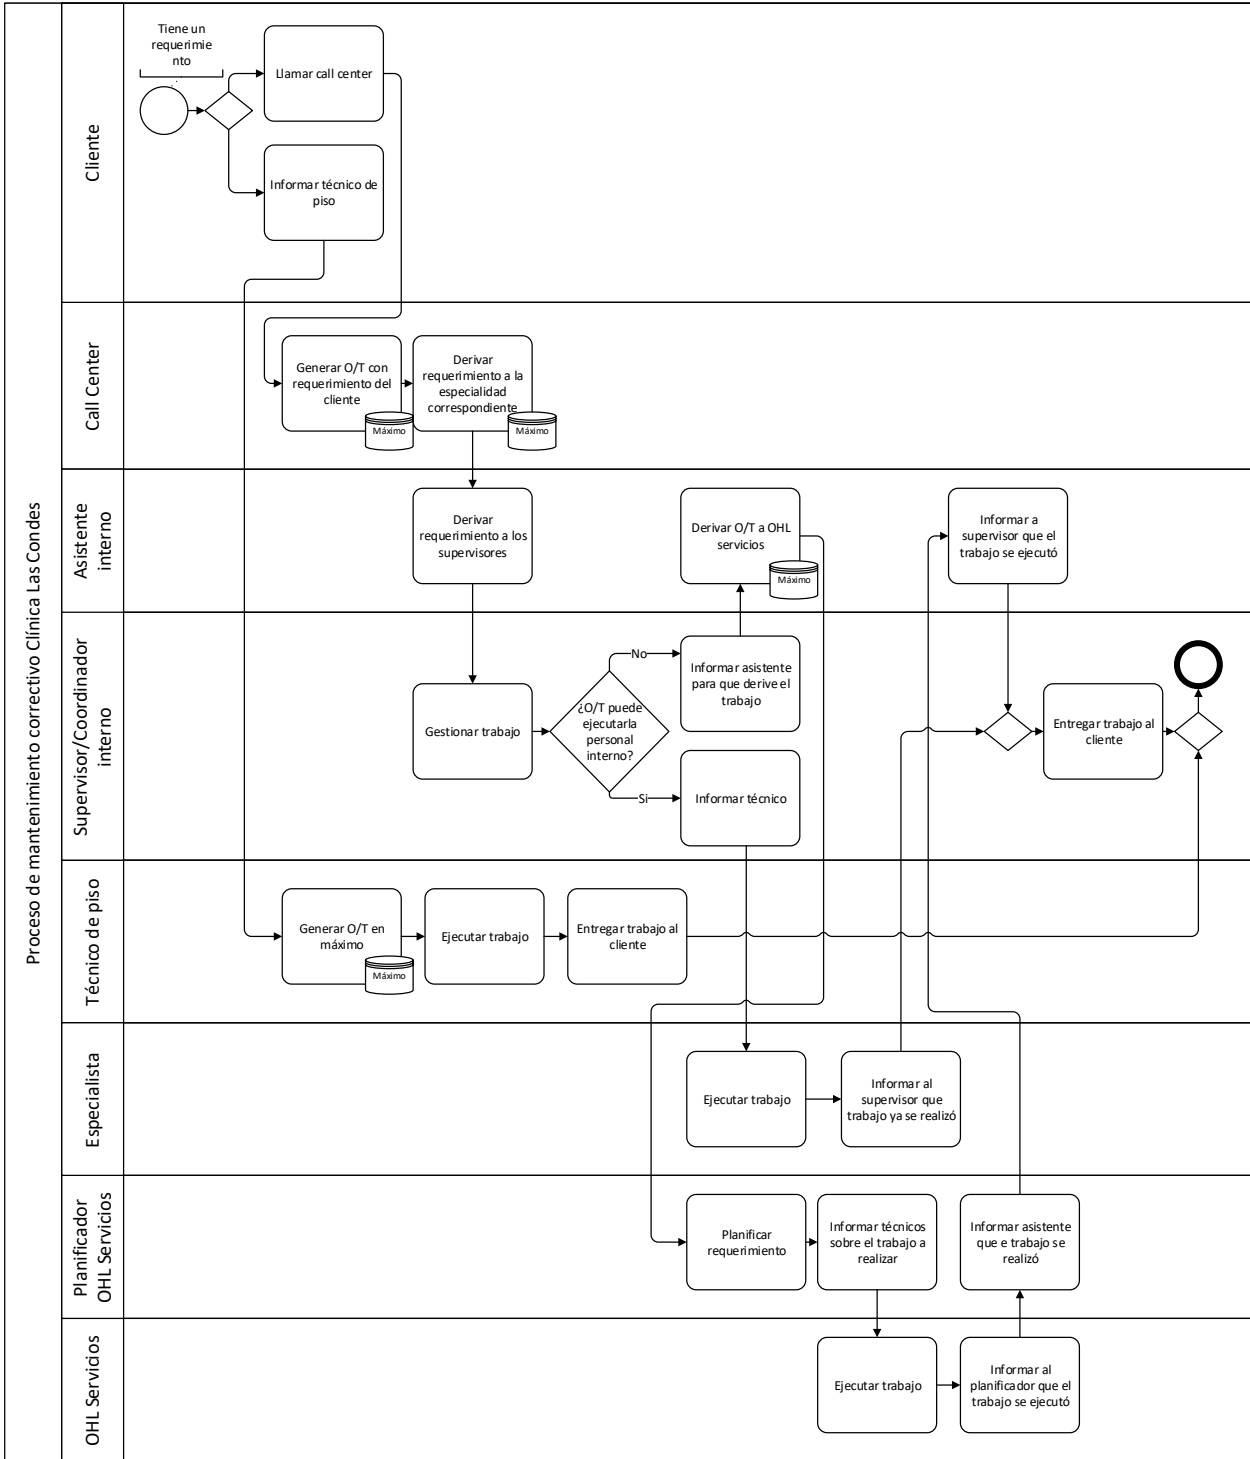 Proceso de mantenimiento correctivo Clínica Las Condes
Cliente
Tiene un
requerimie
nto
Llamar call center
Informar técnico de
piso
Call Center
Generar O/T con
requerimiento del
cliente
Máximo
Derivar
requerimiento a la
especialidad
correspondiente
Máximo
Asistente
interno
Derivar
requerimiento a los
supervisores
Derivar O/T a OHL
servicios
Máximo
Informar a
supervisor que el
trabajo se ejecutó
Supervisor/Coordinador
interno
Gestionar trabajo
¿O/T puede
ejecutarla
personal
interno?
No
Si
Informar asistente
para que derive el
trabajo
Informar técnico
Entregar trabajo al
cliente
Técnico de piso
Generar O/T en
máximo
Máximo
Ejecutar trabajo
Entregar trabajo al
cliente
Especialista
Ejecutar trabajo
Informar al
supervisor que
trabajo ya se realizó
Planificador
OHL Servicios
Planificar
requerimiento
Informar técnicos
sobre el trabajo a
realizar
Informar asistente
que e trabajo se
realizó
OHL Servicios
Ejecutar trabajo
Informar al
planificador que el
trabajo se ejecutó